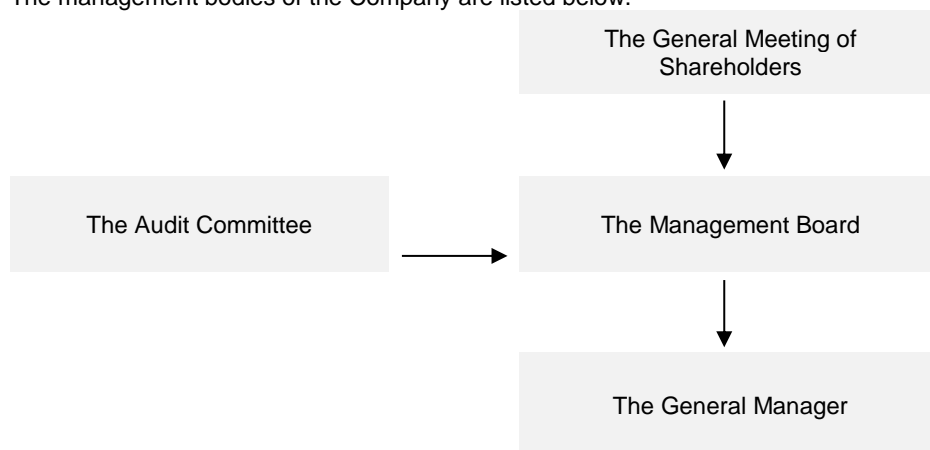 The management bodies of the Company are listed below:
The General Meeting of
Shareholders
The Audit Committee
The Management Board
The General Manager